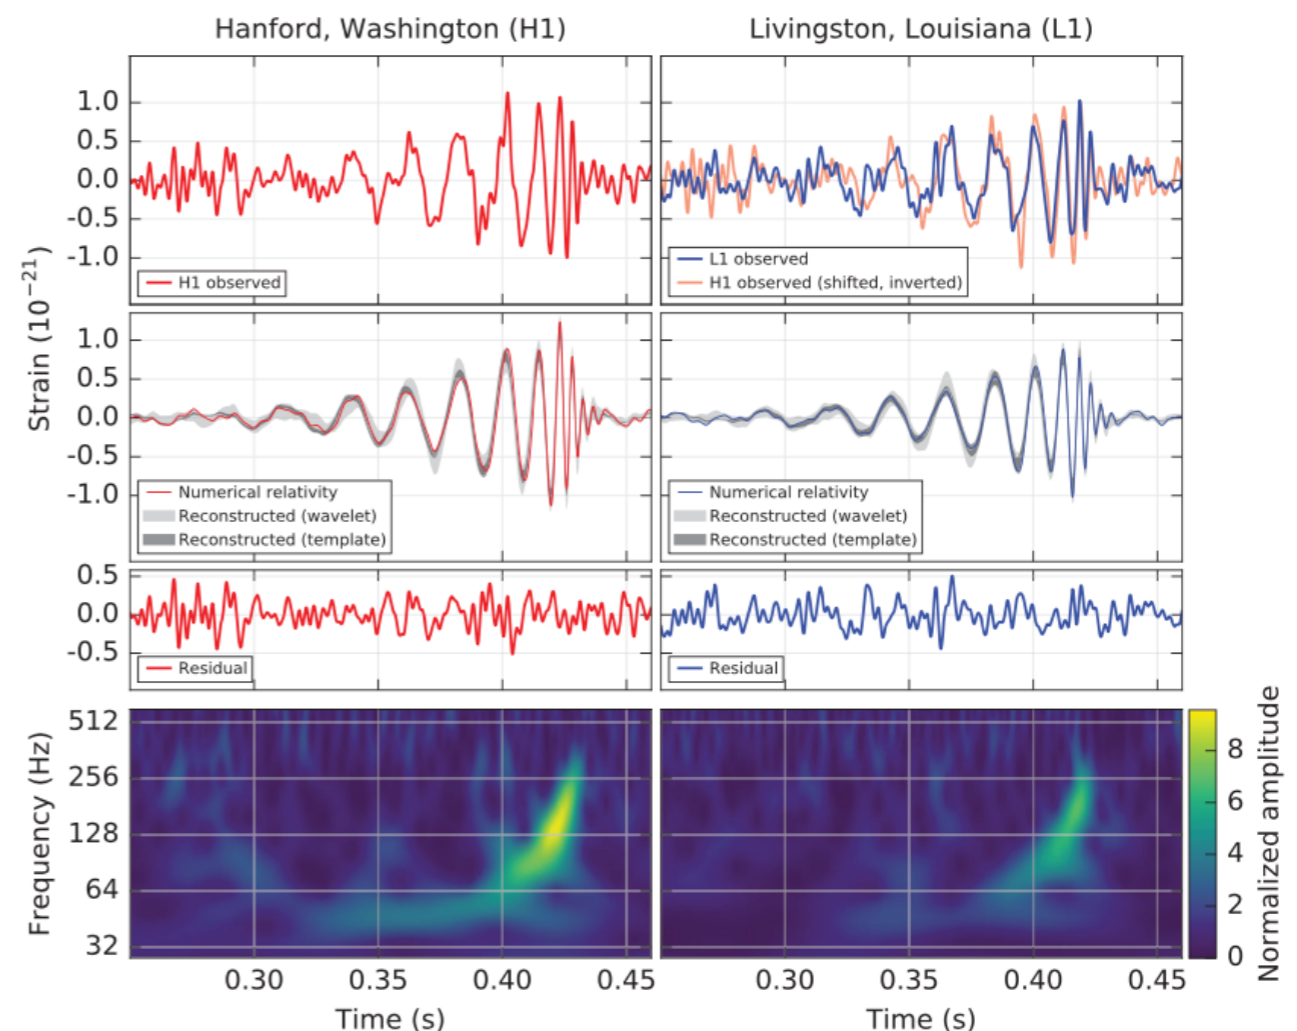 Hanford, Washington (H1)
Livingston, Louisiana (L1)
Strain (10⁻²¹)
1.0
0.5
0.0
-0.5
-1.0
H1 observed
L1 observed
H1 observed (shifted, inverted)
1.0
0.5
0.0
-0.5
-1.0
Numerical relativity
Reconstructed (wavelet)
Reconstructed (template)
Numerical relativity
Reconstructed (wavelet)
Reconstructed (template)
0.5
0.0
-0.5
Residual
Residual
Frequency (Hz)
512
256
128
64
32
0.30 0.35 0.40 0.45
Time (s)
0.30 0.35 0.40 0.45
Time (s)
8
6
4
2
0
Normalized amplitude